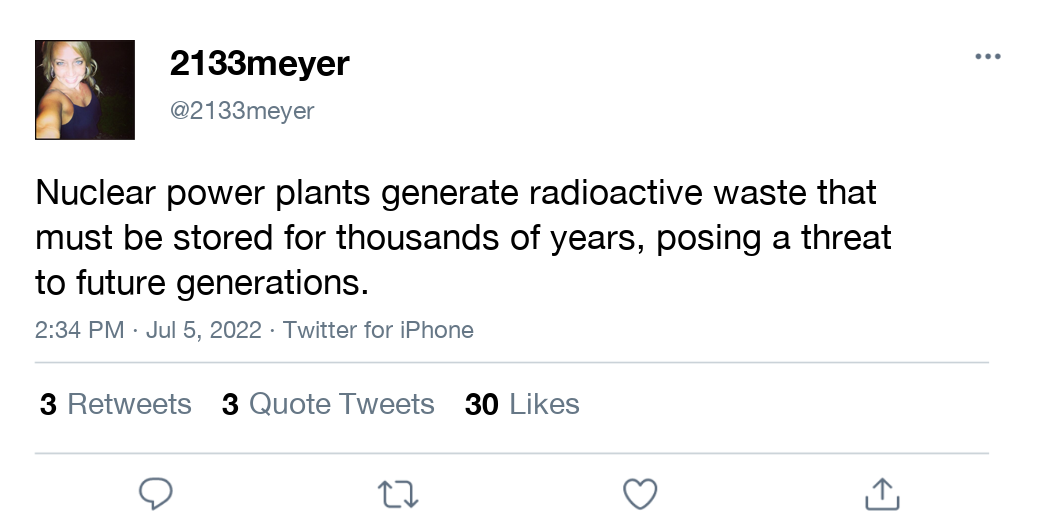 2133meyer
@2133meyer
Nuclear power plants generate radioactive waste that
must be stored for thousands of years, posing a threat
to future generations.
2:34 PM · Jul 5, 2022 · Twitter for iPhone
3 Retweets 3 Quote Tweets 30 Likes